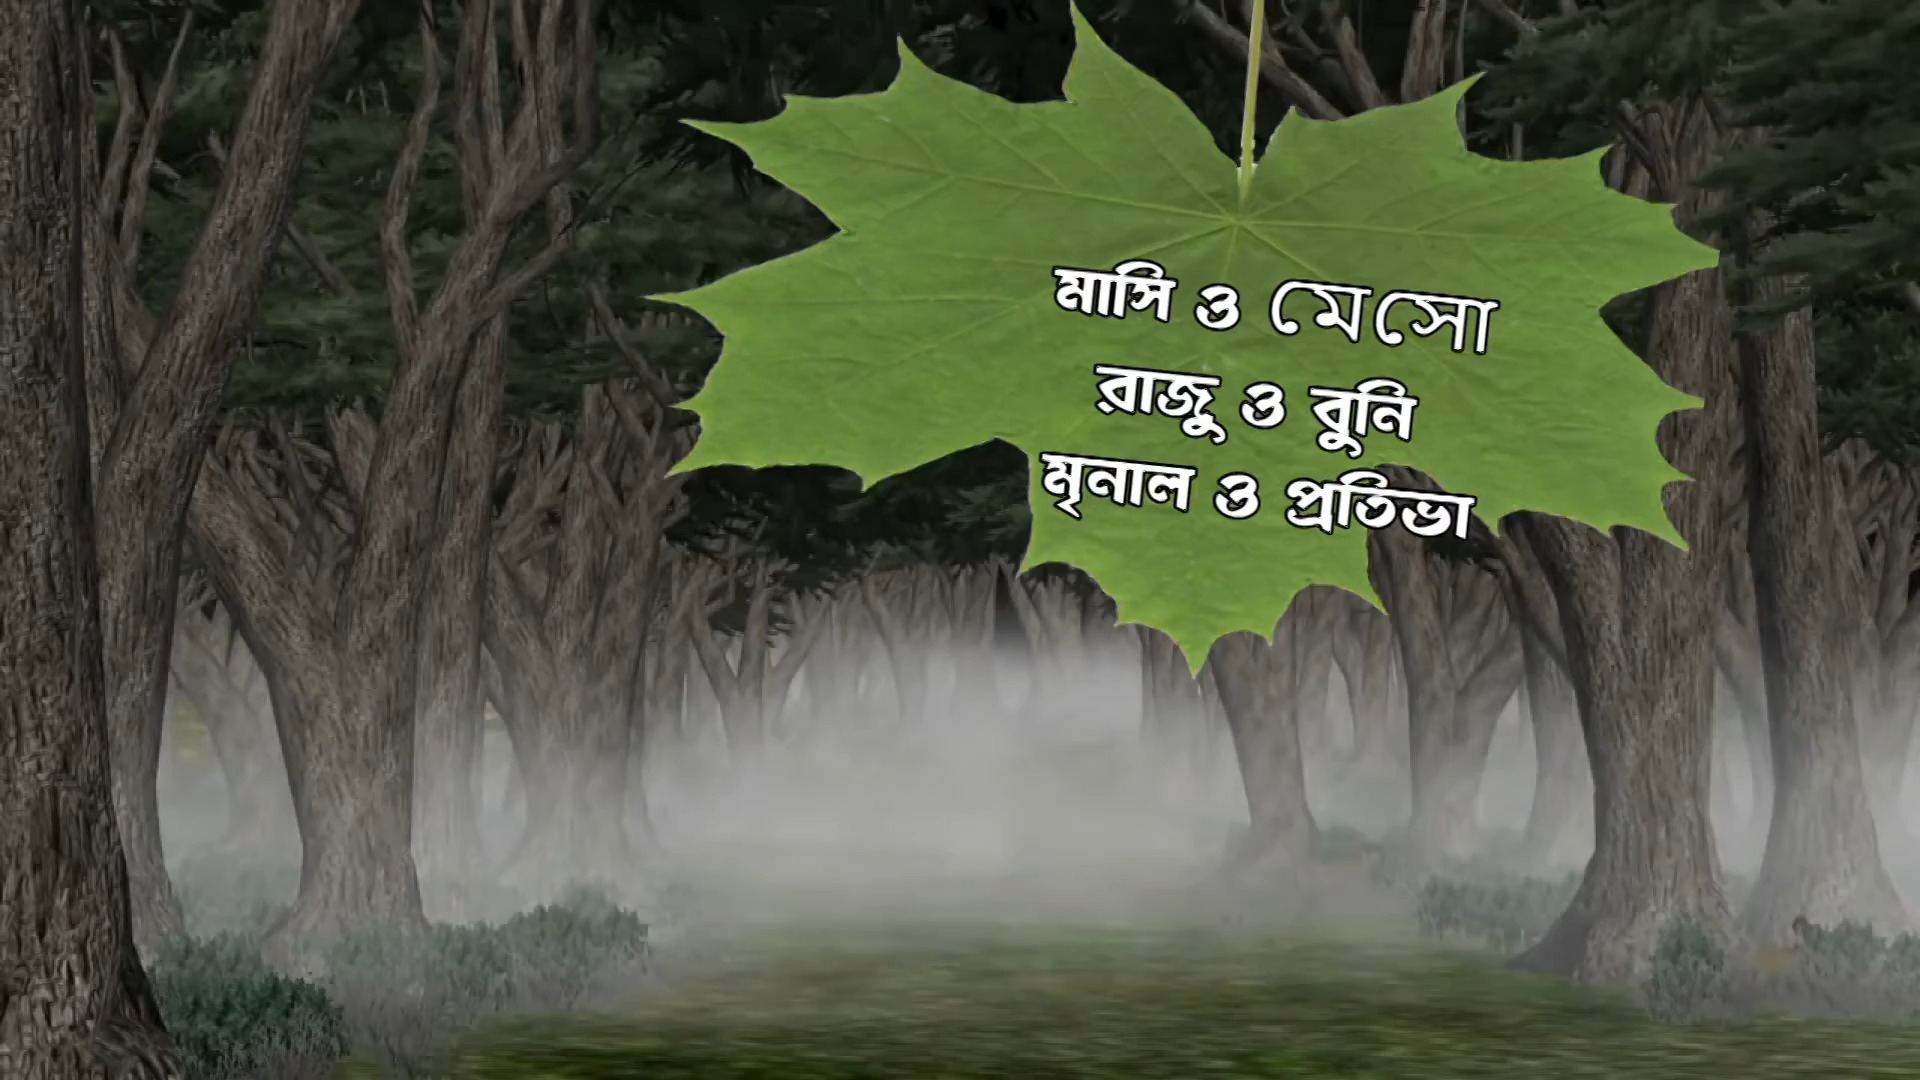 মাসি ও মেসো
রাজু ও বুনি
মৃনাল ও প্রতিভা